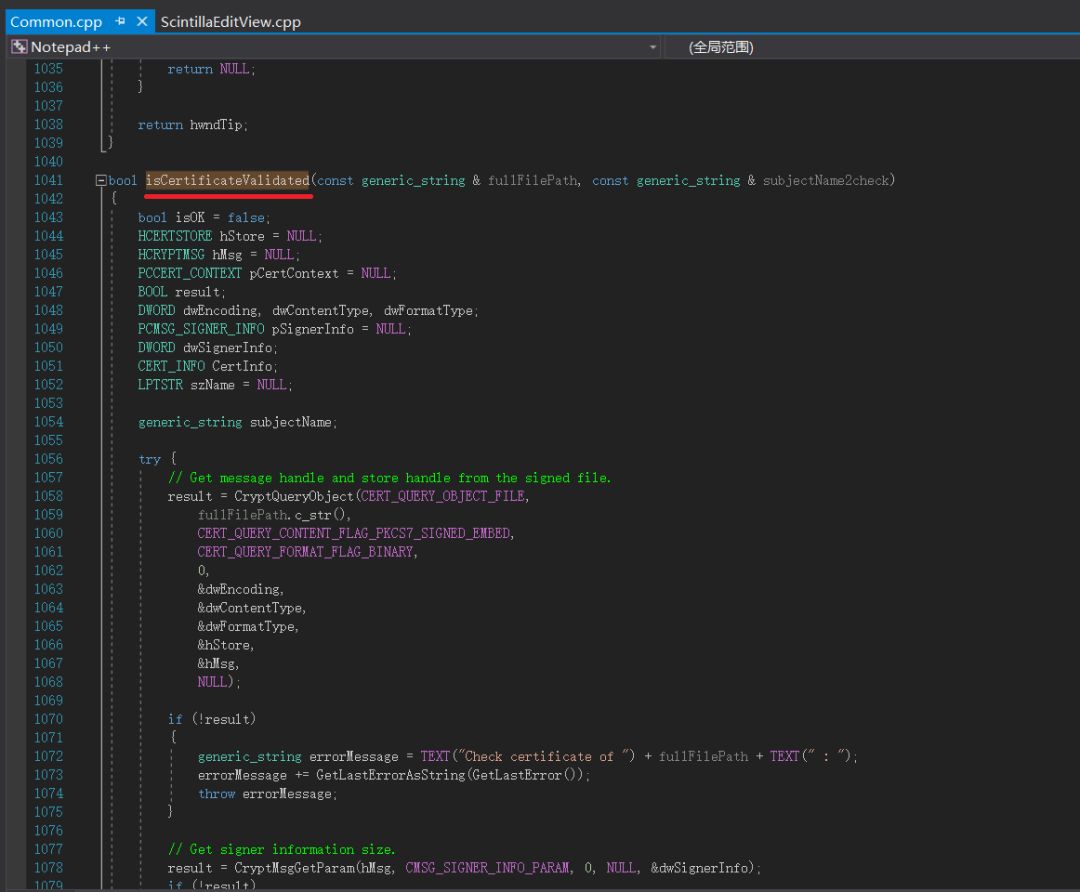 Common.cpp ScintillaEditView.cpp
Notepad++ (全局范围)
1035 return NULL;
1036 }
1037
1038 return hwndTip;
1039 }
1040
1041 bool isCertificateValidated(const generic_string & fullFilePath, const generic_string & subjectName2check)
1042 {
1043 bool isOK = false;
1044 HCERTSTORE hStore = NULL;
1045 HCRYPTMSG hMsg = NULL;
1046 PCCERT_CONTEXT pCertContext = NULL;
1047 BOOL result;
1048 DWORD dwEncoding, dwContentType, dwFormatType;
1049 PCMSG_SIGNER_INFO pSignerInfo = NULL;
1050 DWORD dwSignerInfo;
1051 CERT_INFO CertInfo;
1052 LPTSTR szName = NULL;
1053
1054 generic_string subjectName;
1055
1056 try {
1057 // Get message handle and store handle from the signed file.
1058 result = CryptQueryObject(CERT_QUERY_OBJECT_FILE,
1059 fullFilePath.c_str(),
1060 CERT_QUERY_CONTENT_FLAG_PKCS7_SIGNED_EMBED,
1061 CERT_QUERY_FORMAT_FLAG_BINARY,
1062 0,
1063 &dwEncoding,
1064 &dwContentType,
1065 &dwFormatType,
1066 &hStore,
1067 &hMsg,
1068 NULL);
1069
1070 if (!result)
1071 {
1072 generic_string errorMessage = TEXT("Check certificate of ") + fullFilePath + TEXT(" : ");
1073 errorMessage += GetLastErrorAsString(GetLastError());
1074 throw errorMessage;
1075 }
1076
1077 // Get signer information size.
1078 result = CryptMsgGetParam(hMsg, CMSG_SIGNER_INFO_PARAM, 0, NULL, &dwSignerInfo);
1079 if (!result)